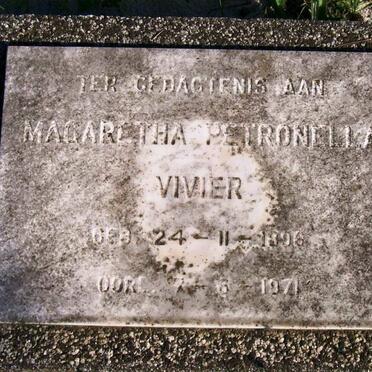 TER GEDAGTENIS AAN
MAGARETHA PETRONELLA
VIVIER
GEB. 24 - 11 - 1896
OORL. 7 - 6 - 1971